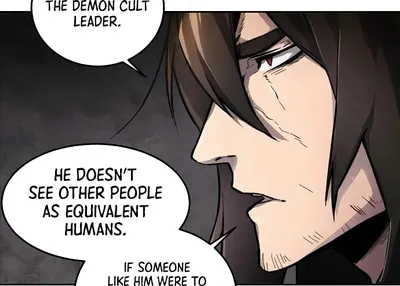 THE DEMON CULT
LEADER.
HE DOESN'T
SEE OTHER PEOPLE
AS EQUIVALENT
HUMANS.
IF SOMEONE
LIKE HIM WERE TO